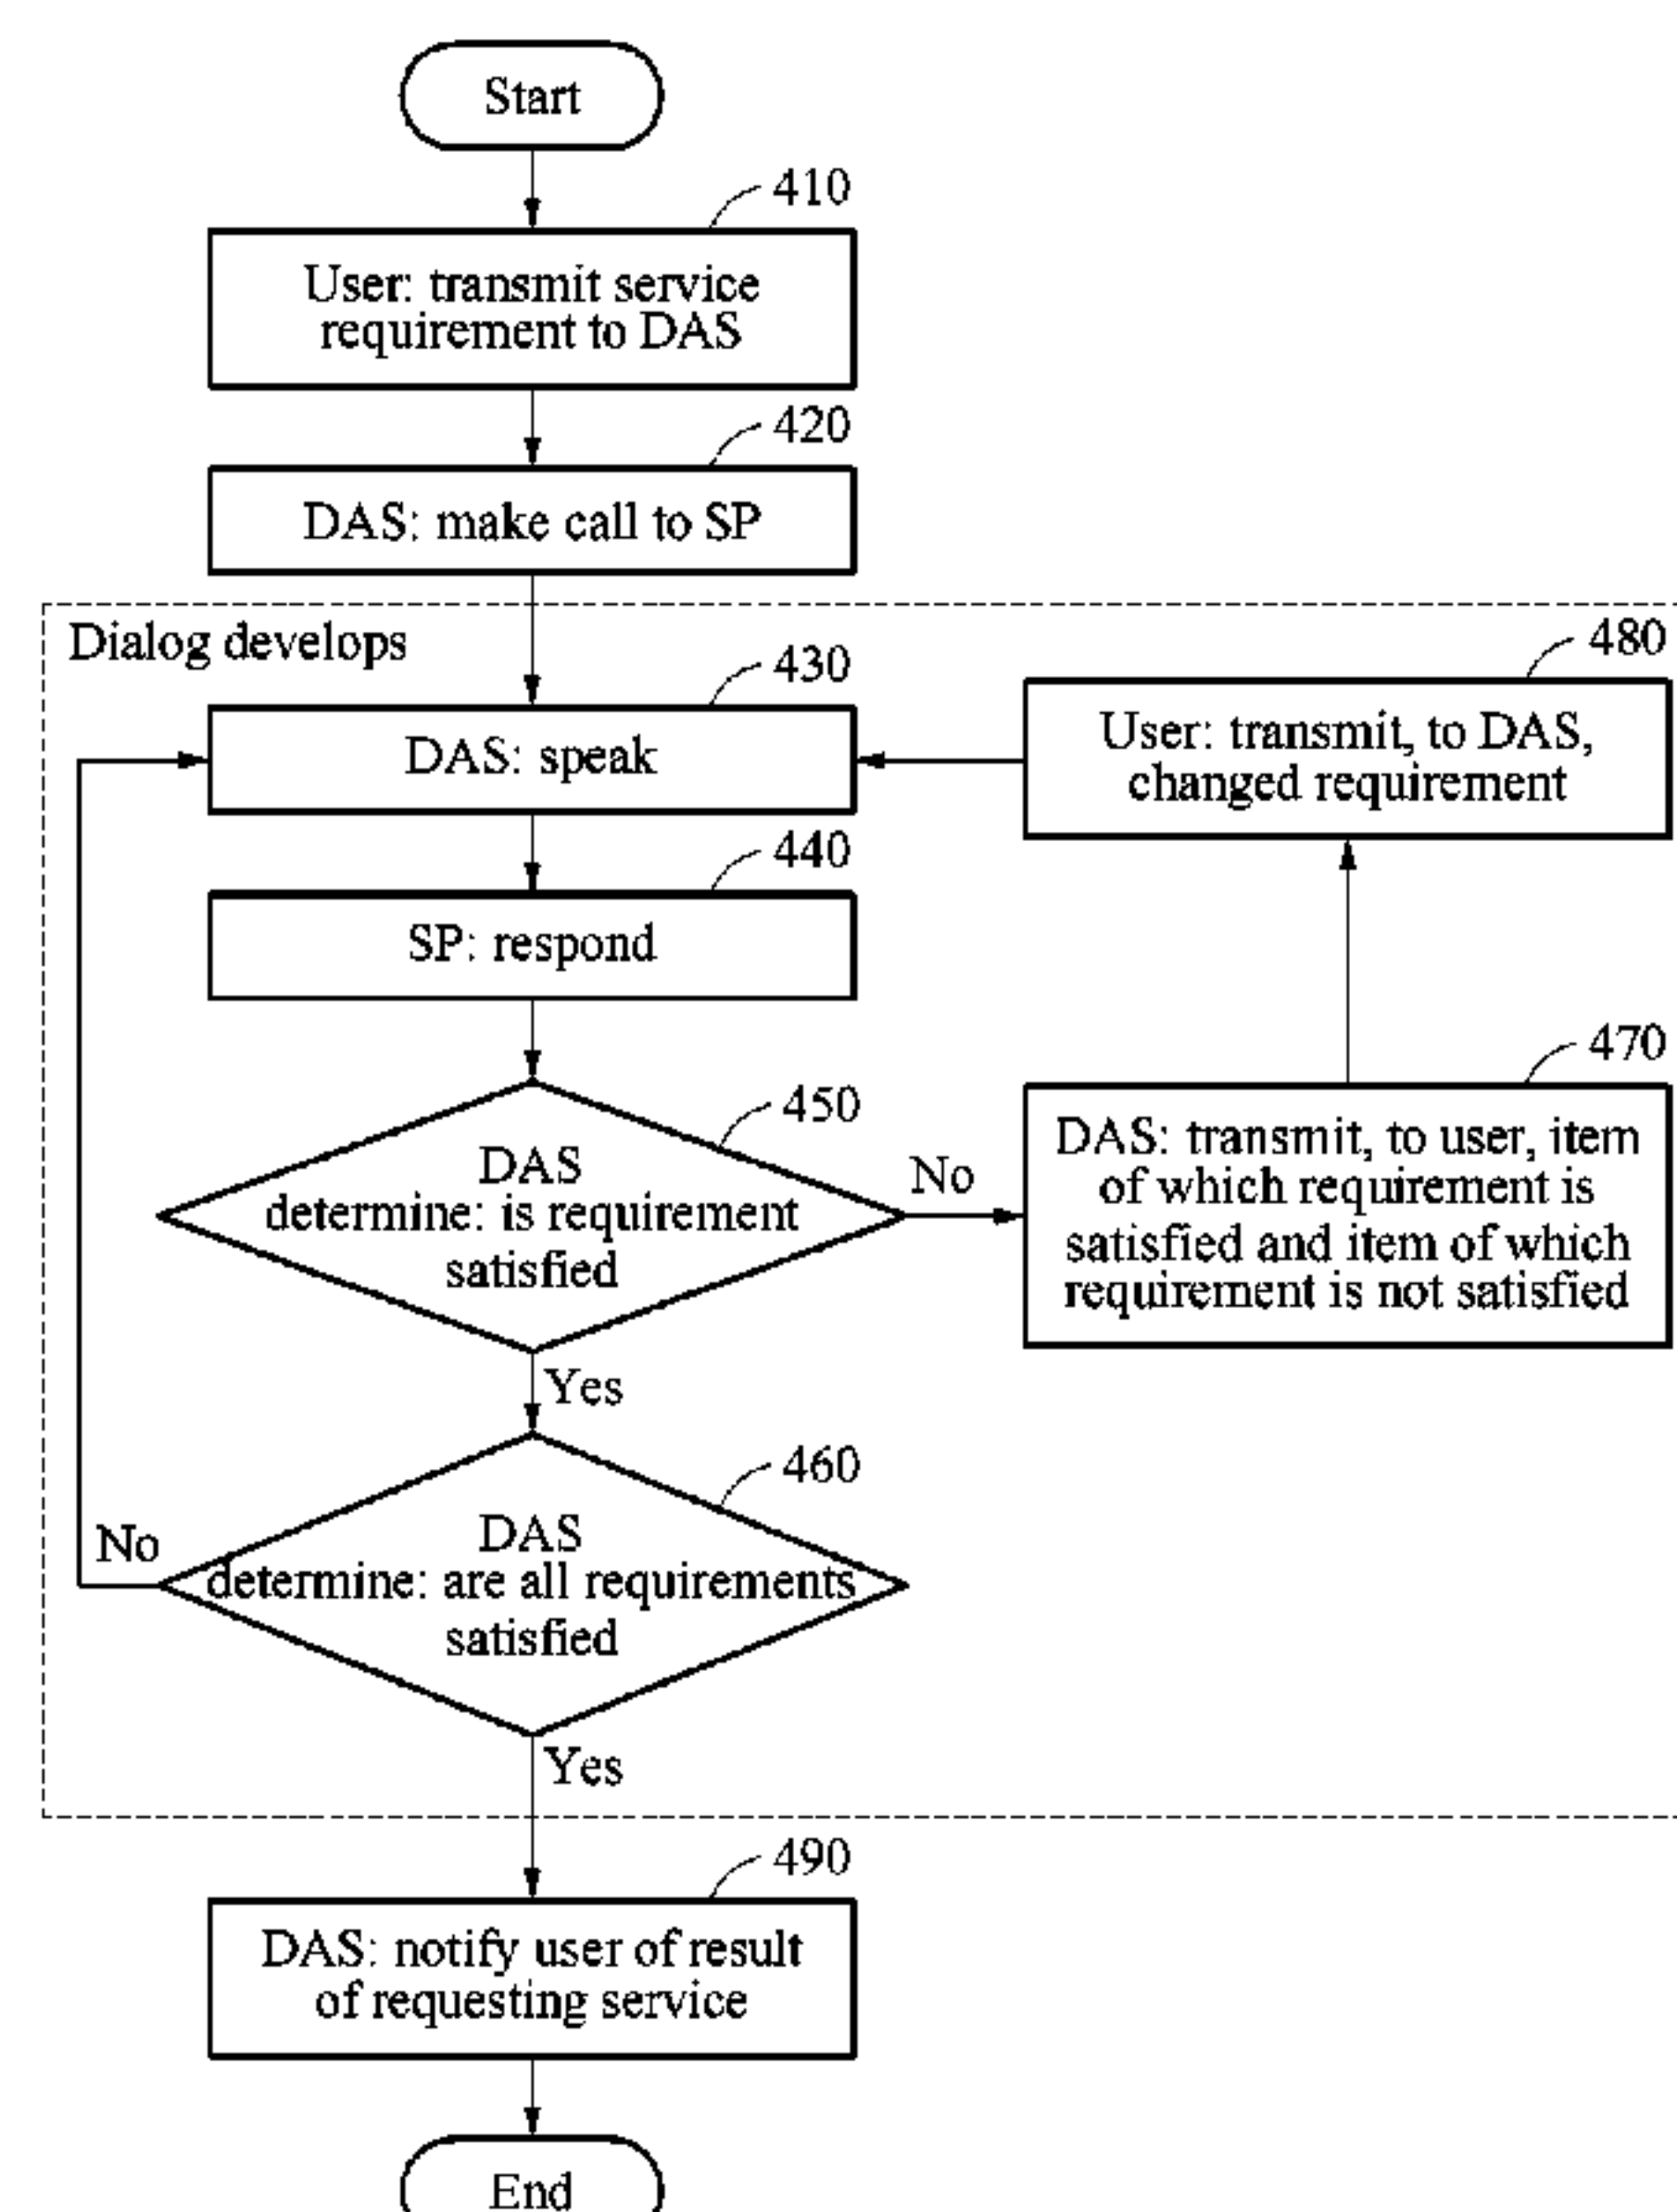 Start
410
User: transmit service
requirement to DAS
420
DAS: make call to SP
Dialog develops
430
DAS: speak
480
User: transmit, to DAS,
changed requirement
440
SP: respond
450
DAS
determine: is requirement
satisfied
No
470
DAS: transmit, to user, item
of which requirement is
satisfied and item of which
requirement is not satisfied
Yes
460
DAS
determine: are all requirements
satisfied
No
Yes
490
DAS: notify user of result
of requesting service
End